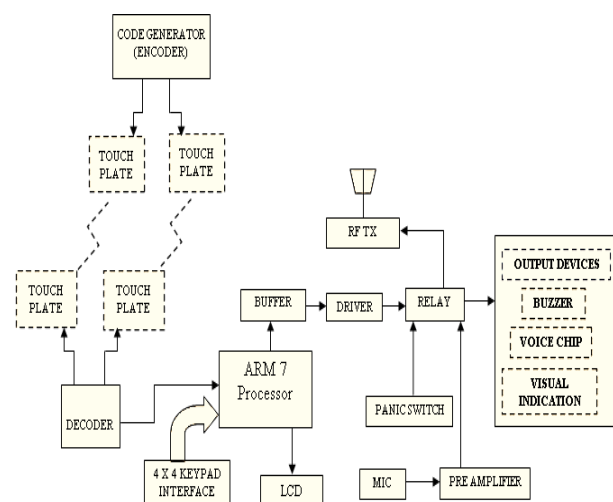 CODE GENERATOR
(ENCODER)
TOUCH
PLATE
TOUCH
PLATE
RF TX
TOUCH
PLATE
TOUCH
PLATE
OUTPUT DEVICES
BUZZER
VOICE CHIP
VISUAL
INDICATION
BUFFER
DRIVER
RELAY
ARM 7
Processor
DECODER
PANIC SWITCH
4 X 4 KEYPAD
INTERFACE
LCD
MIC
PRE AMPLIFIER